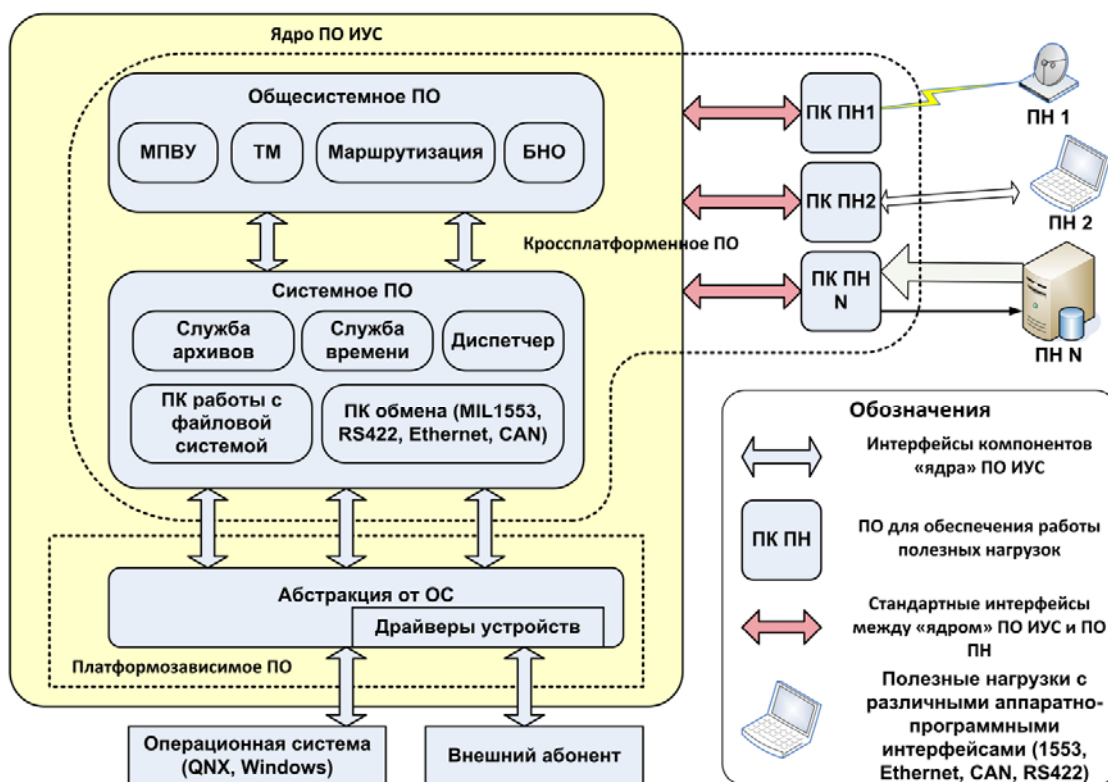 Ядро ПО ИУС
Общесистемное ПО
МПВУ
ТМ
Маршрутизация
БНО
Кроссплатформенное ПО
Системное ПО
Служба
архивов
Служба
времени
Диспетчер
ПК работы с
файловой
системой
ПК обмена (MIL1553,
RS422, Ethernet, CAN)
Абстракция от ОС
Драйверы устройств
Платформозависимое ПО
Операционная система
(QNX, Windows)
Внешний абонент
ПК ПН1
ПК ПН2
ПК ПН
N
ПН 1
ПН 2
ПН N
Обозначения
Интерфейсы компонентов
«ядра» ПО ИУС
ПК ПН
ПО для обеспечения работы
полезных нагрузок
Стандартные интерфейсы
между «ядром» ПО ИУС и ПО
ПН
Полезные нагрузки с
различными аппаратно-
программными
интерфейсами (1553,
Ethernet, CAN, RS422)